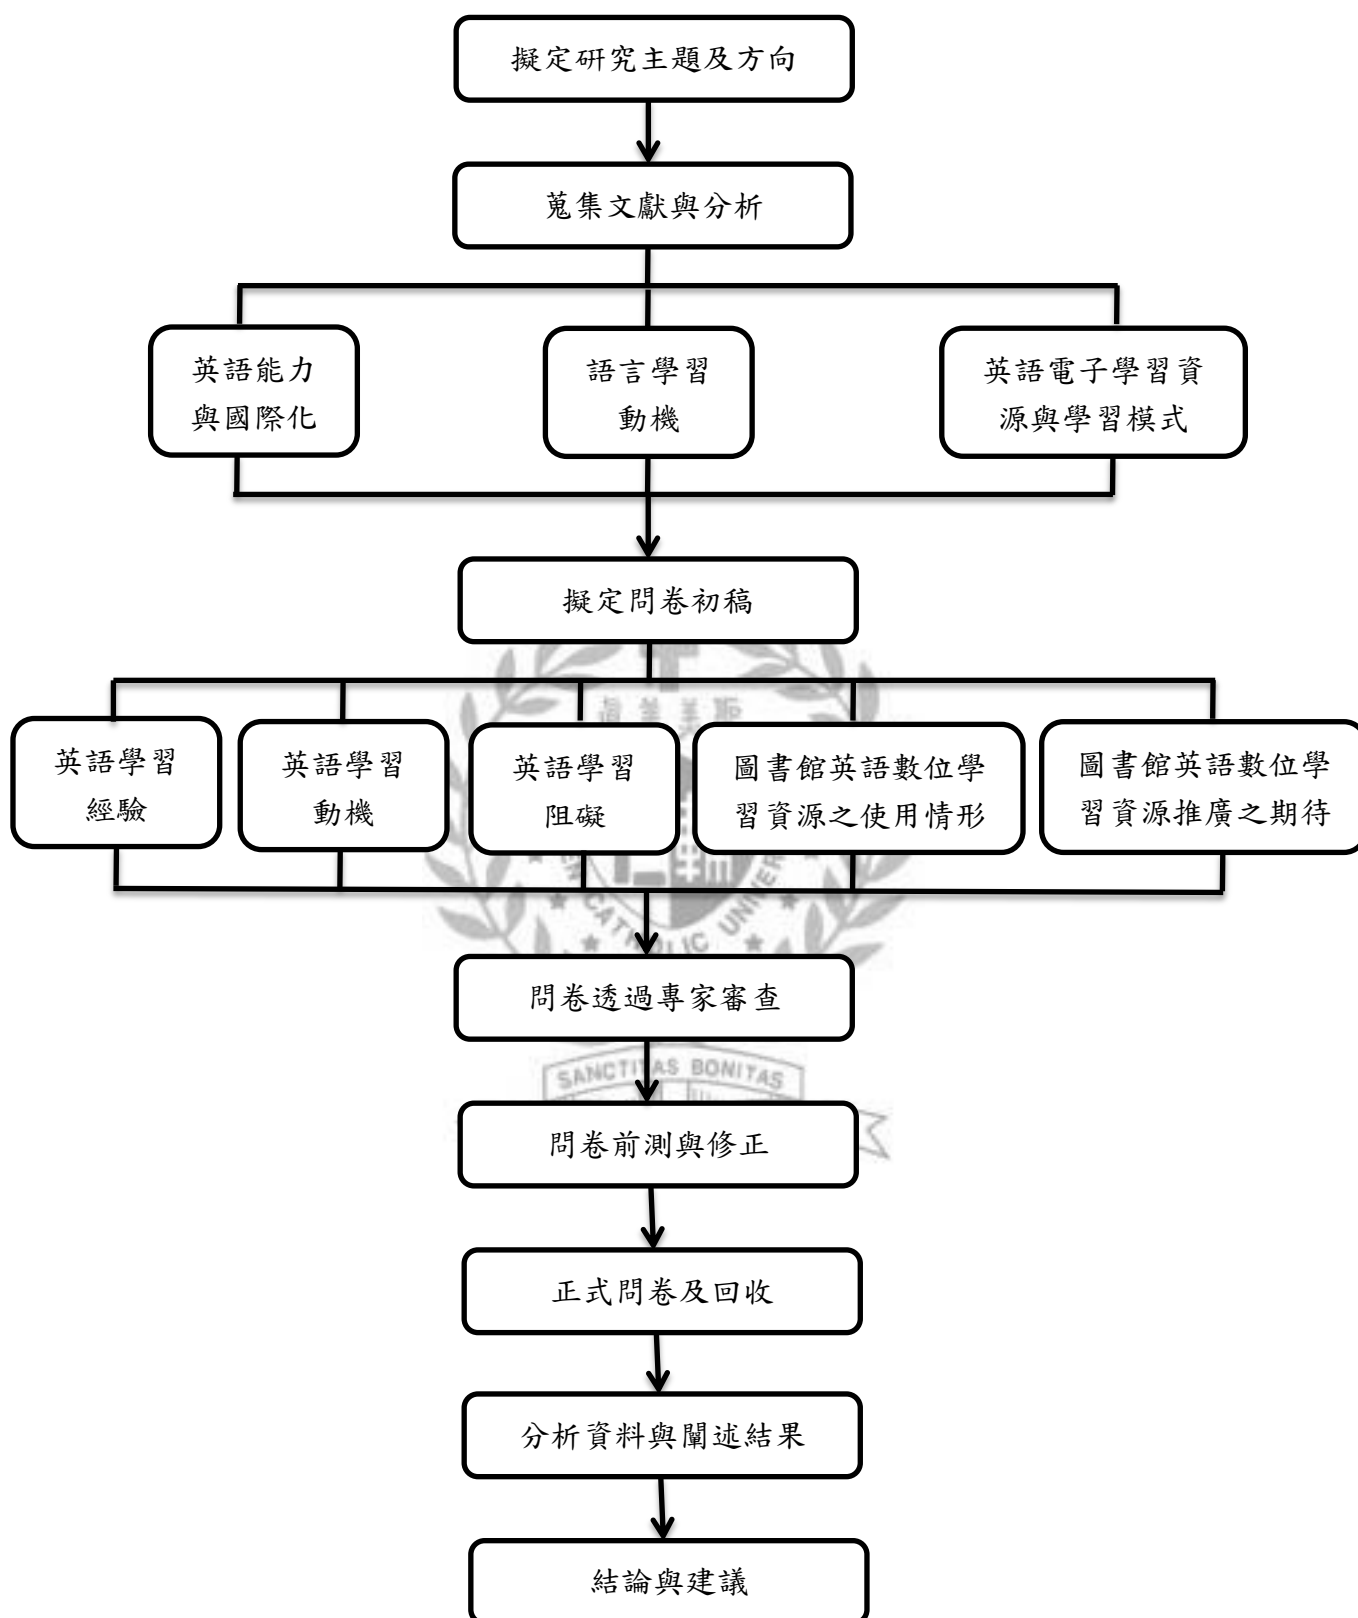 擬定研究主題及方向
蒐集文獻與分析
英語能力
與國際化
語言學習
動機
英語電子學習資
源與學習模式
擬定問卷初稿
英語學習
經驗
英語學習
動機
英語學習
阻礙
圖書館英語數位學
習資源之使用情形
圖書館英語數位學
習資源推廣之期待
CATHOLIC UNIVER
問卷透過專家審查
SANCTITAS BONITAS
問卷前測與修正
正式問卷及回收
分析資料與闡述結果
結論與建議